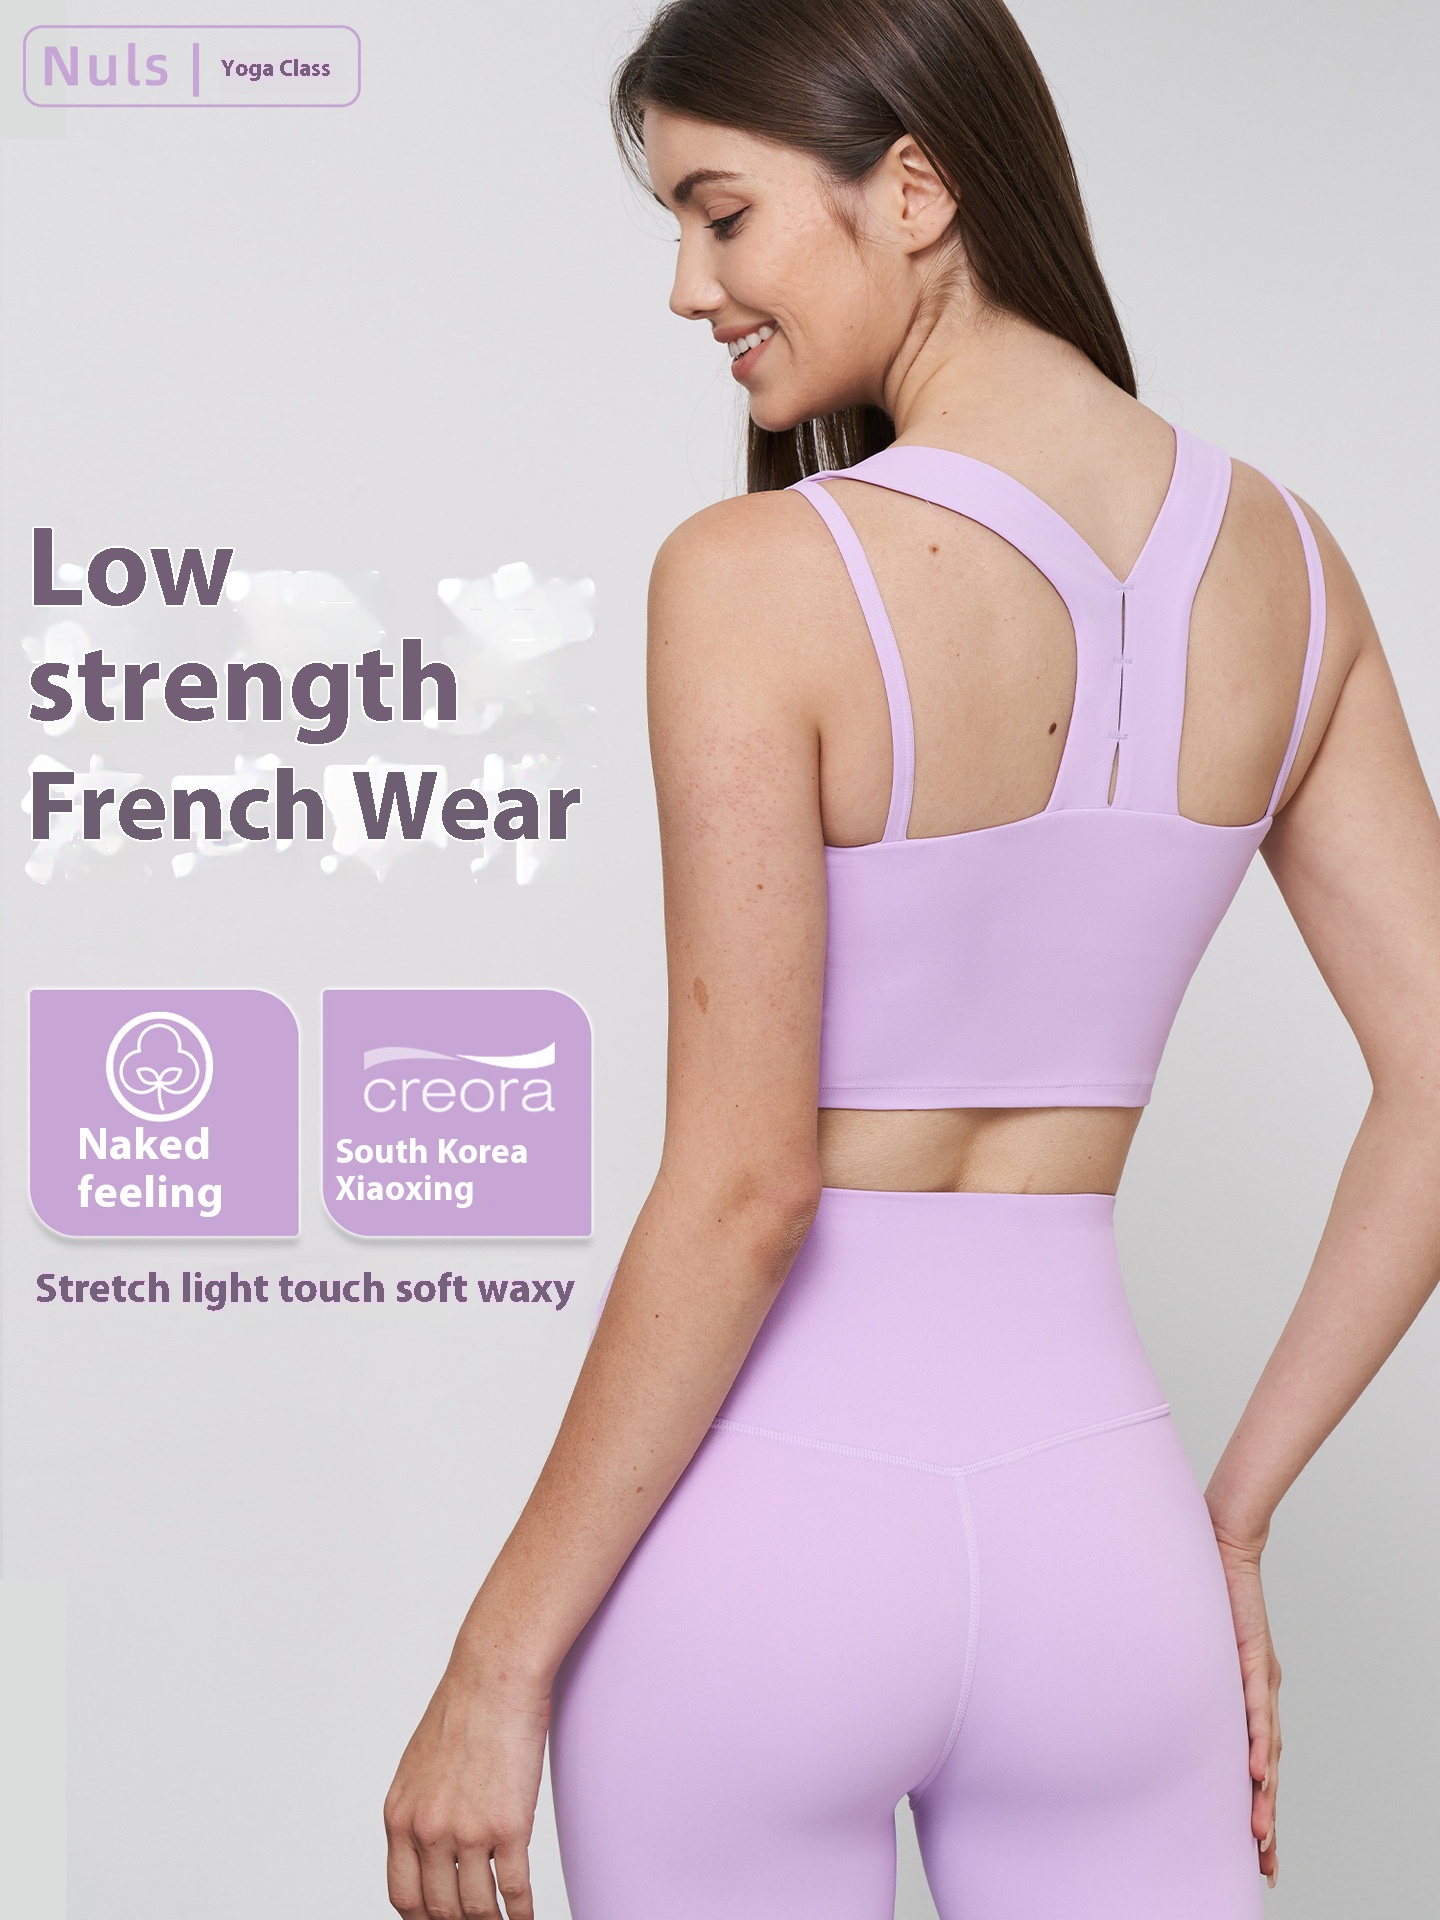 Nuls | Yoga Class
Low
strength
French Wear
Naked
feeling
creora
South Korea
Xiaoxing
Stretch light touch soft waxy